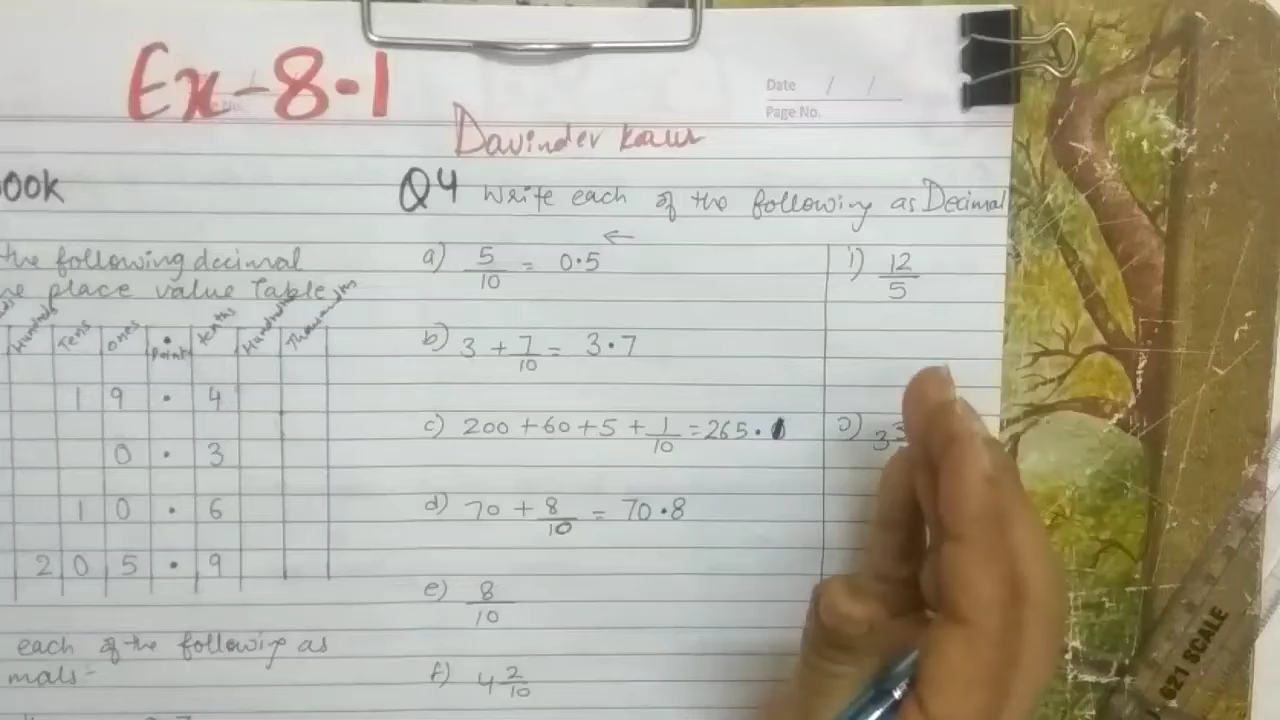 Ex-8.1
Date / /
Page No.
Davinder Kaur
ook
Q4 Write each of the following as Decimal
the following decimal
place value Table
Tens
Ones
Point
tenths
1 9 . 4
0 . 3
1 0 . 6
2 0 5 . 9
each of the following as
mals-
a) 5/10 = 0.5
b) 3 + 7/10 = 3.7
c) 200 + 60 + 5 + 1/10 = 265.1
d) 70 + 8/10 = 70.8
e) 8/10
f) 4 2/10
i) 12/5
621 SCALE